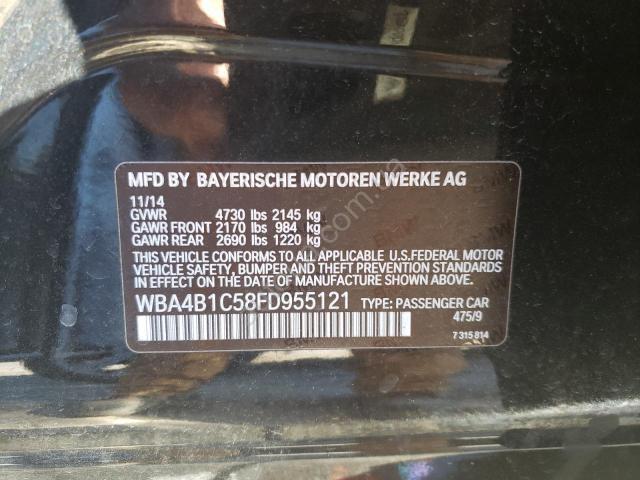 MFD BY BAYERISCHE MOTOREN WERKE AG
11/14
GVWR 4730 lbs 2145 kg
GAWR FRONT 2170 lbs 984 kg
GAWR REAR 2690 lbs 1220 kg
THIS VEHICLE CONFORMS TO ALL APPLICABLE U.S.FEDERAL MOTOR
VEHICLE SAFETY, BUMPER AND THEFT PREVENTION STANDARDS
IN EFFECT ON THE DATE OF MANUFACTURE SHOWN ABOVE.
WBA4B1C58FD955121 TYPE: PASSENGER CAR
475/9
7 315 814